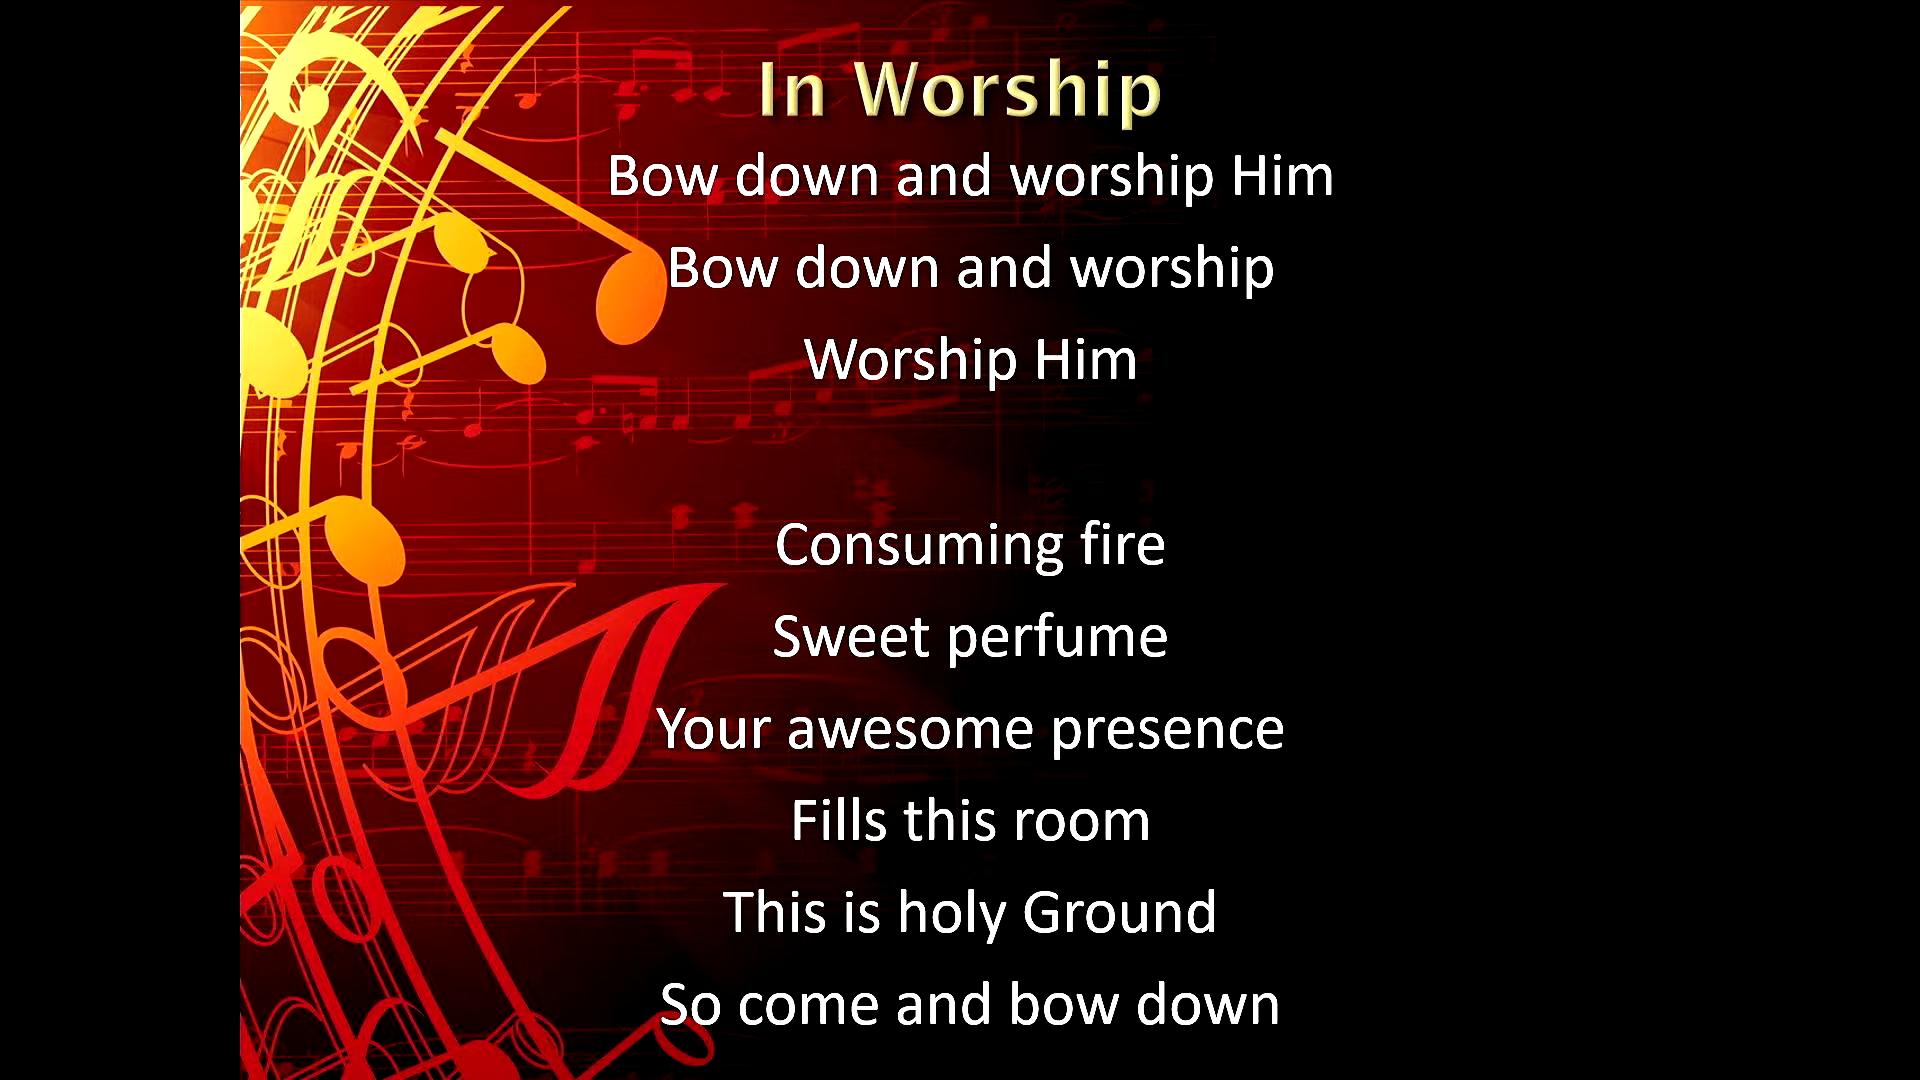 In Worship
Bow down and worship Him
Bow down and worship
Worship Him
Consuming fire
Sweet perfume
Your awesome presence
Fills this room
This is holy Ground
So come and bow down